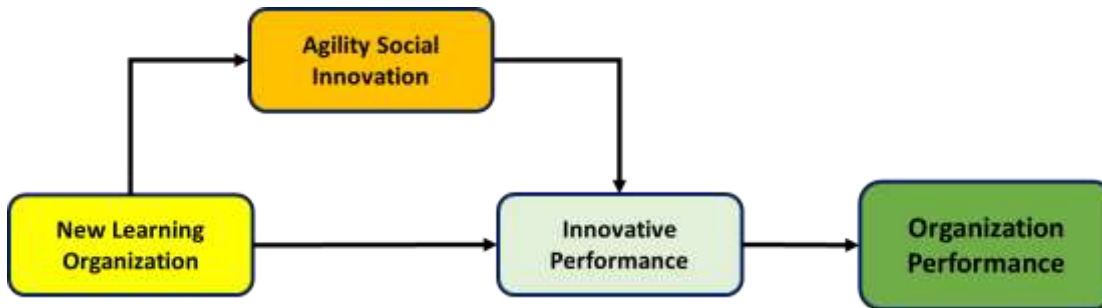 Agility Social
Innovation
New Learning
Organization
Innovative
Performance
Organization
Performance